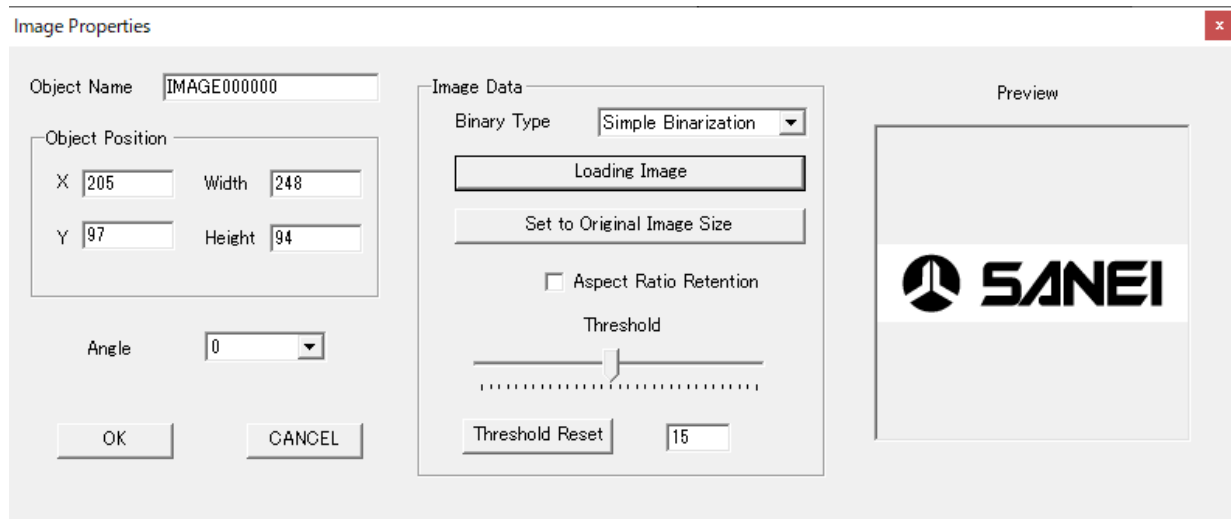 Image Properties
x
Object Name IMAGE000000
Object Position
X 205 Width 248
Y 97 Height 94
Angle 0
OK CANCEL
Image Data
Binary Type Simple Binarization
Loading Image
Set to Original Image Size
Aspect Ratio Retention
Threshold
Threshold Reset 15
Preview
SANEI